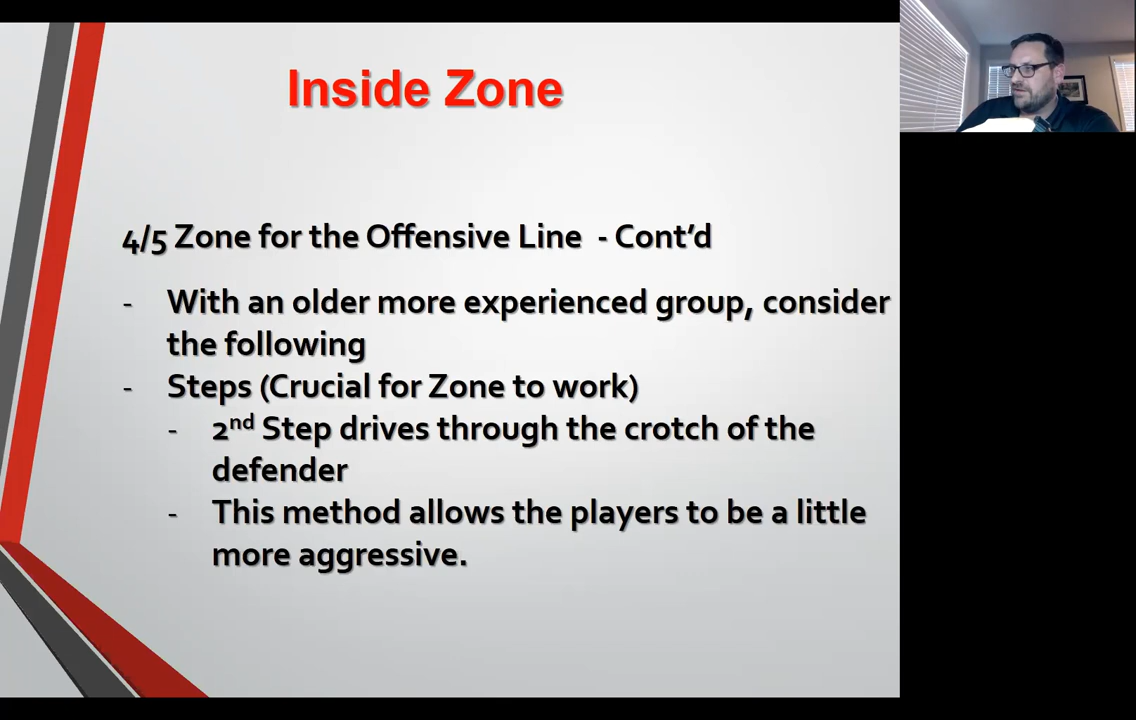 Inside Zone
4/5 Zone for the Offensive Line - Cont'd
- With an older more experienced group, consider
the following
- Steps (Crucial for Zone to work)
- 2nd Step drives through the crotch of the
defender
- This method allows the players to be a little
more aggressive.